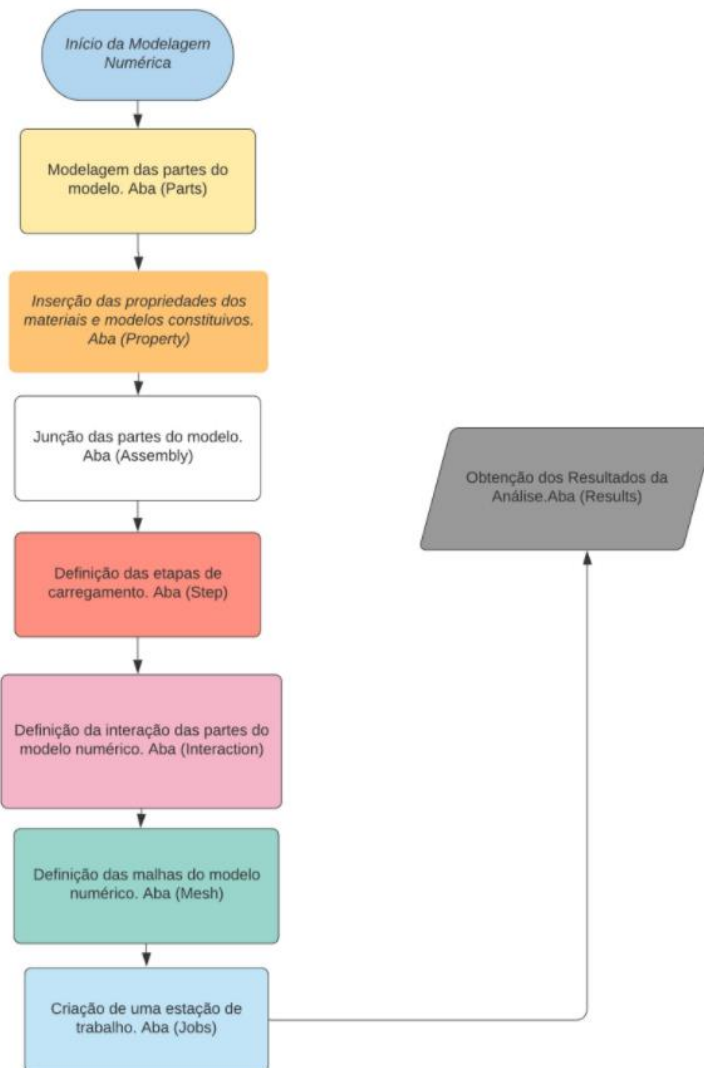 Início da Modelagem
Numérica
Modelagem das partes do
modelo. Aba (Parts)
Inserção das propriedades dos
materiais e modelos constituivos.
Aba (Property)
Junção das partes do modelo.
Aba (Assembly)
Definição das etapas de
carregamento. Aba (Step)
Definição da interação das partes do
modelo numérico. Aba (Interaction)
Definição das malhas do modelo
numérico. Aba (Mesh)
Criação de uma estação de
trabalho. Aba (Jobs)
Obtenção dos Resultados da
Análise.Aba (Results)